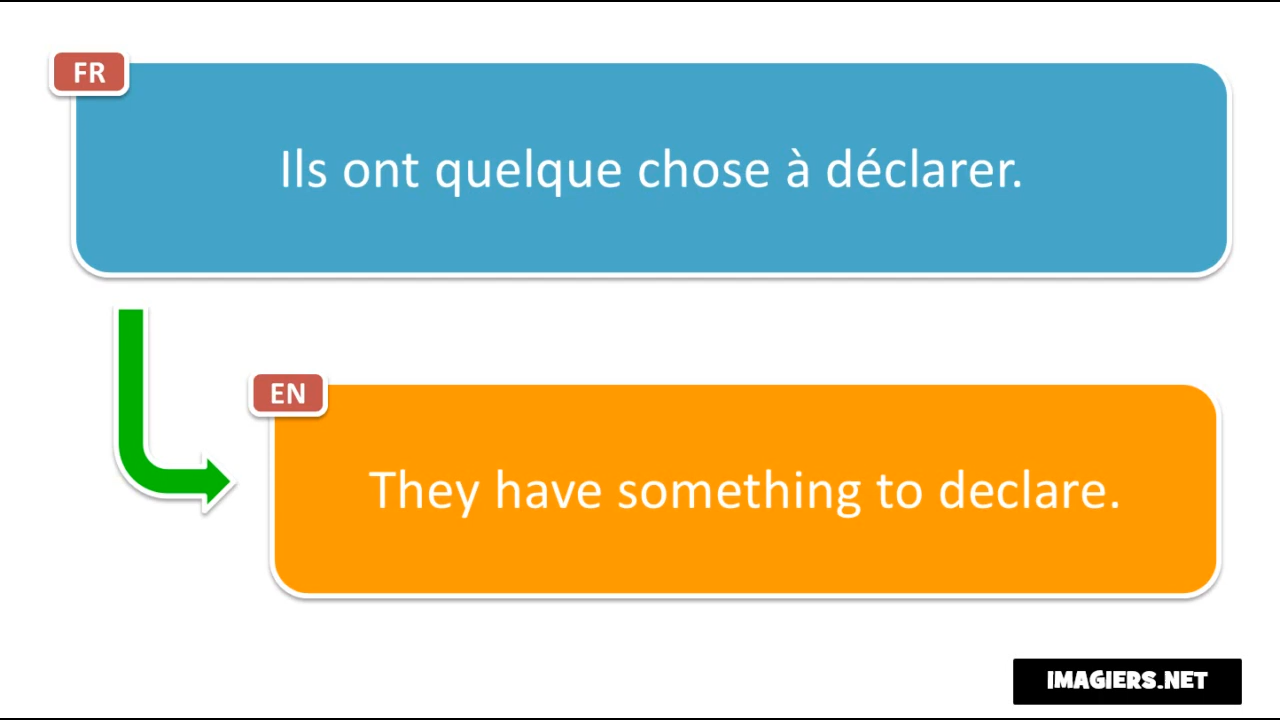 FR
Ils ont quelque chose à déclarer.
EN
They have something to declare.
IMAGIERS.NET